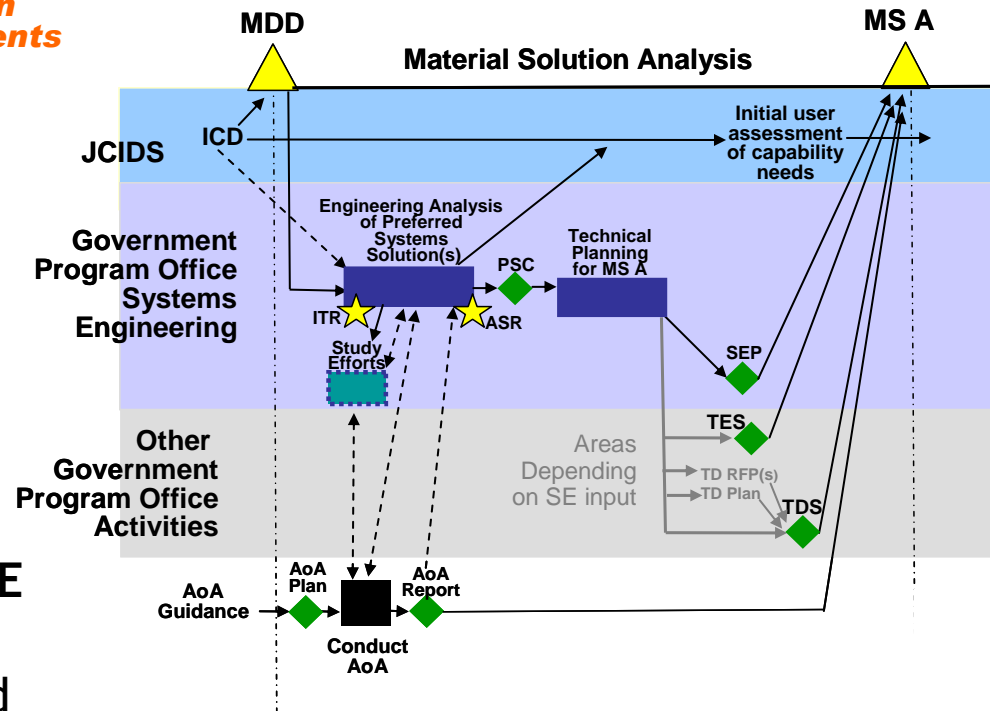 n
ents
MDD
MS A
Material Solution Analysis
JCIDS
ICD
Initial user
assessment
of capability
needs
Government
Program Office
Systems
Engineering
Engineering Analysis
of Preferred
Systems
Solution(s)
PSC
Technical
Planning
for MS A
ITR
ASR
Study
Efforts
SEP
Other
Government
Program Office
Activities
Areas
Depending
on SE input
TES
TD RFP(s)
TD Plan
TDS
E
AoA
Guidance
AoA
Plan
AoA
Report
Conduct
AoA
d